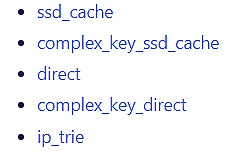 ssd_cache
complex_key_ssd_cache
direct
complex_key_direct
ip_trie